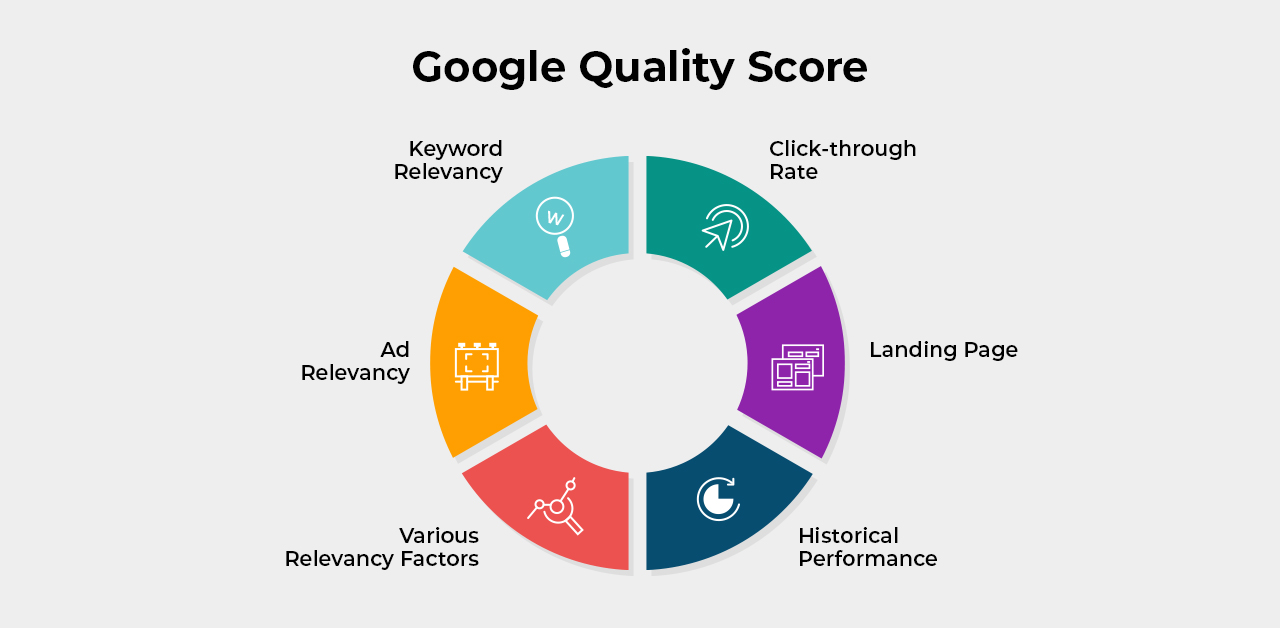 Google Quality Score
Keyword
Relevancy
Click-through
Rate
Ad
Relevancy
Landing Page
Various
Relevancy Factors
Historical
Performance
W